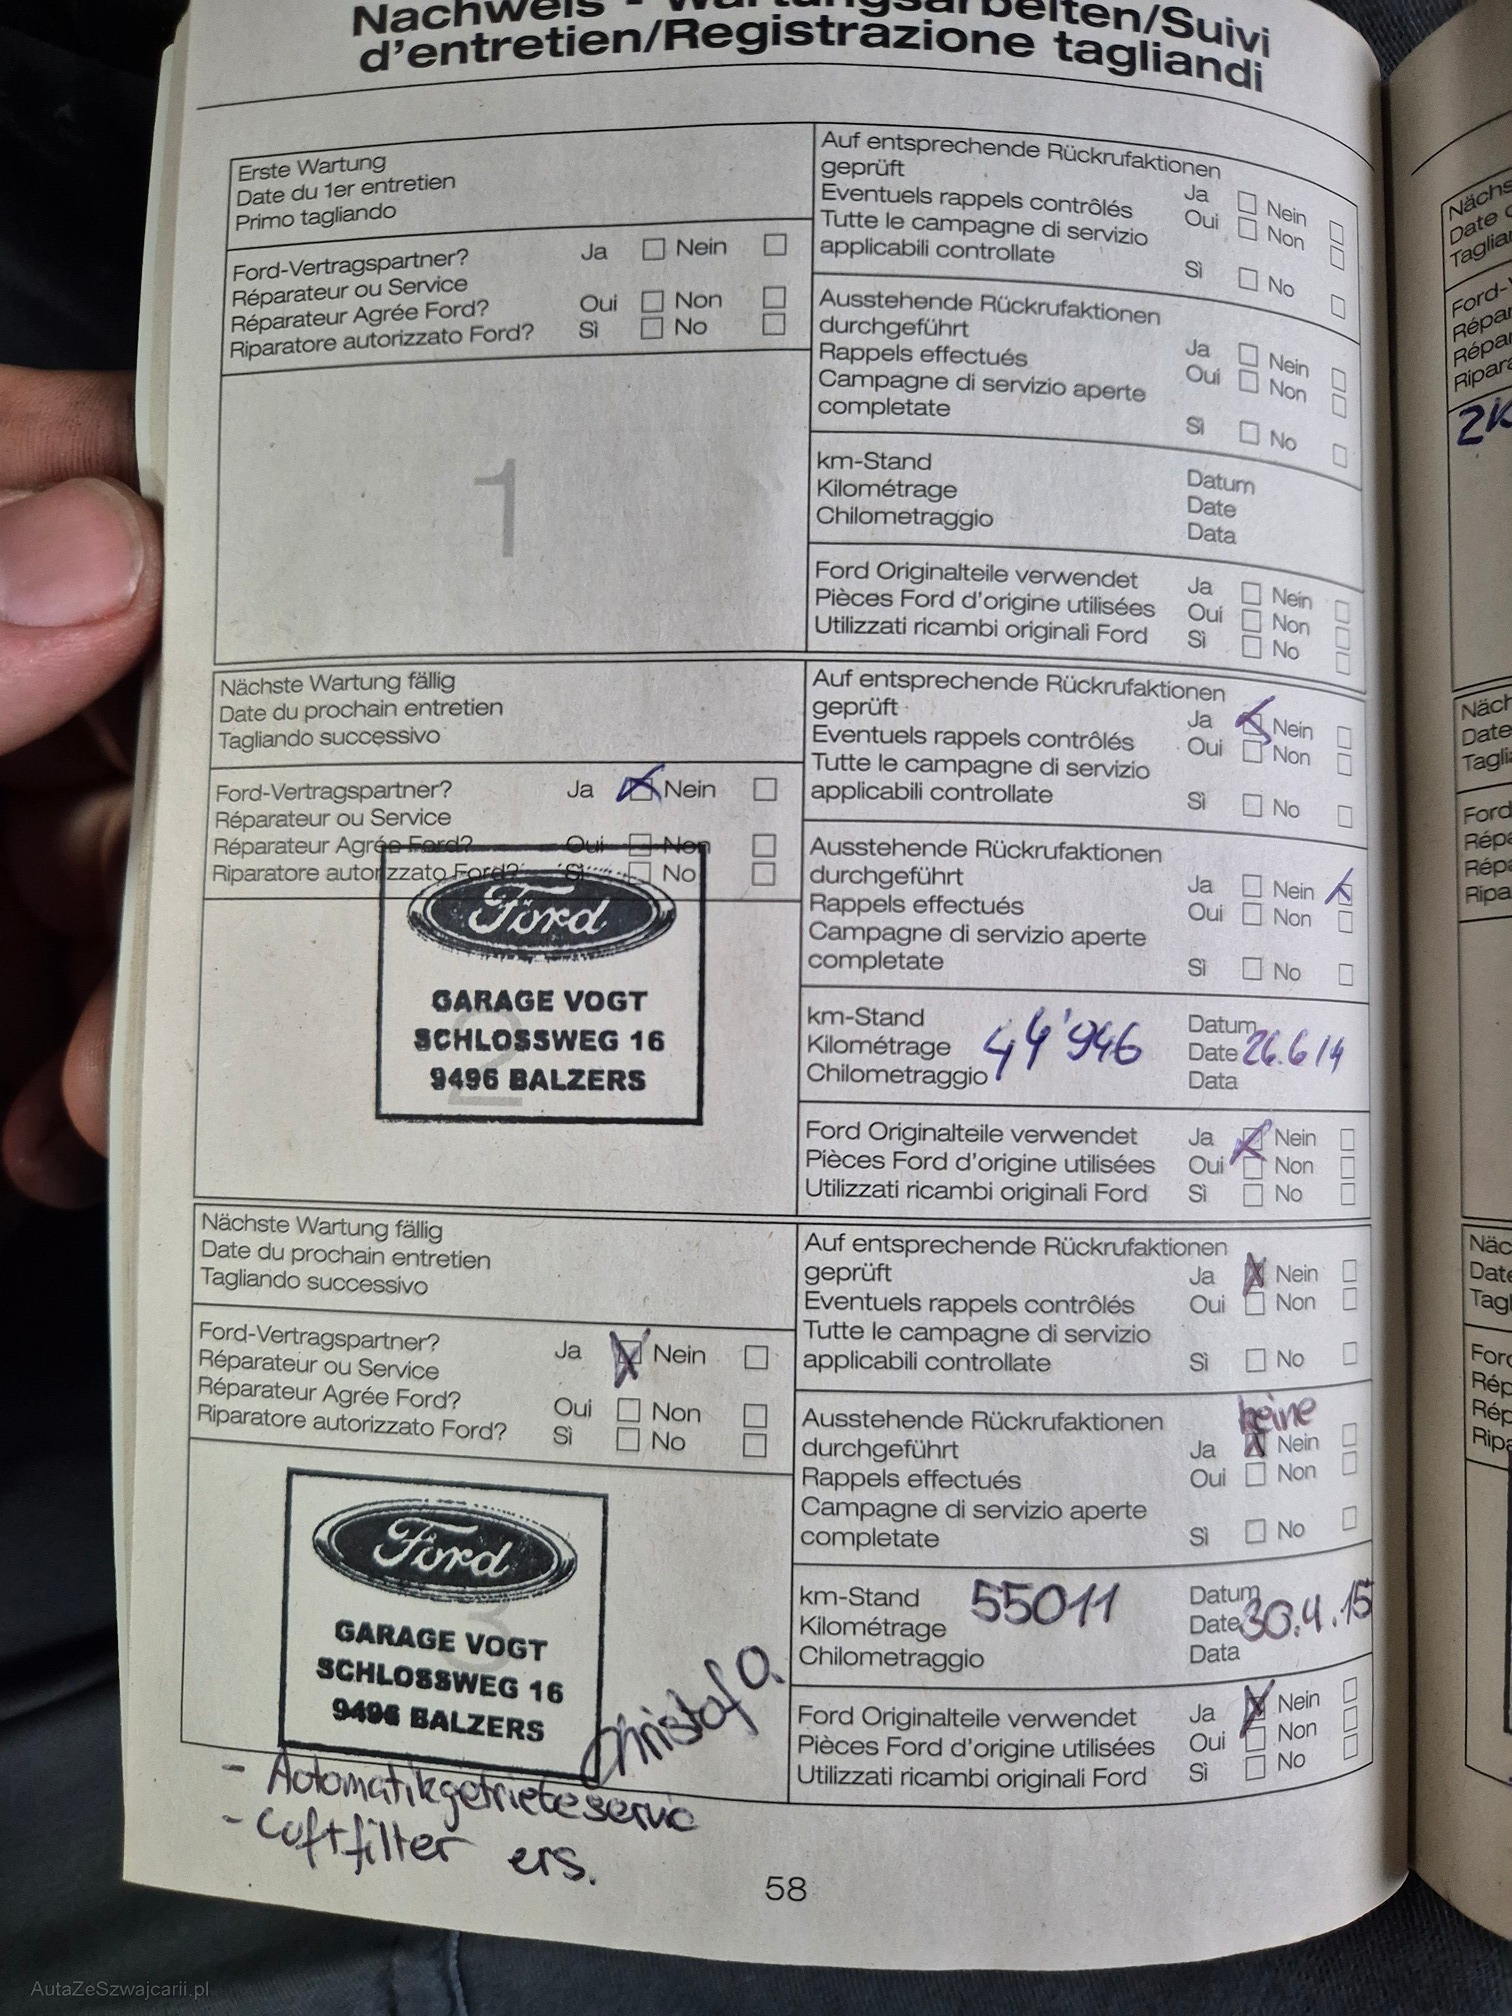 Nachweis - Wartungsarbeiten/Suivi
d'entretien/Registrazione tagliandi
Erste Wartung
Date du 1er entretien
Primo tagliando
Ford-Vertragspartner? Ja Nein
Réparateur ou Service
Réparateur Agrée Ford? Oui Non
Riparatore autorizzato Ford? Sì No
1
Auf entsprechende Rückrufaktionen
geprüft Ja Nein
Eventuels rappels contrôlés Oui Non
Tutte le campagne di servizio
applicabili controllate Sì No
Ausstehende Rückrufaktionen
durchgeführt Ja Nein
Rappels effectués Oui Non
Campagne di servizio aperte
completate Sì No
km-Stand Datum
Kilométrage Date
Chilometraggio Data
Ford Originalteile verwendet Ja Nein
Pièces Ford d'origine utilisées Oui Non
Utilizzati ricambi originali Ford Sì No
Nächste Wartung fällig
Date du prochain entretien
Tagliando successivo
Ford-Vertragspartner? Ja Nein
Réparateur ou Service
Réparateur Agrée Ford? Oui Non
Riparatore autorizzato Ford? Sì No
Ford
GARAGE VOGT
SCHLOSSWEG 16
9496 BALZERS
2
Auf entsprechende Rückrufaktionen
geprüft Ja Nein
Eventuels rappels contrôlés Oui Non
Tutte le campagne di servizio
applicabili controllate Sì No
Ausstehende Rückrufaktionen
durchgeführt Ja Nein
Rappels effectués Oui Non
Campagne di servizio aperte
completate Sì No
km-Stand Datum
Kilométrage 44'946 Date 26.6 14
Chilometraggio Data
Ford Originalteile verwendet Ja Nein
Pièces Ford d'origine utilisées Oui Non
Utilizzati ricambi originali Ford Sì No
Nächste Wartung fällig
Date du prochain entretien
Tagliando successivo
Ford-Vertragspartner? Ja Nein
Réparateur ou Service
Réparateur Agrée Ford? Oui Non
Riparatore autorizzato Ford? Sì No
Ford
3
GARAGE VOGT
SCHLOSSWEG 16
9496 BALZERS
Christof O.
- Automatikgetriebeservic
- Luftfilter ers.
Auf entsprechende Rückrufaktionen
geprüft Ja Nein
Eventuels rappels contrôlés Oui Non
Tutte le campagne di servizio
applicabili controllate Sì No
keine
Ausstehende Rückrufaktionen
durchgeführt Ja Nein
Rappels effectués Oui Non
Campagne di servizio aperte
completate Sì No
km-Stand 55011 Datum
Kilométrage Date 30.4.15
Chilometraggio Data
Ford Originalteile verwendet Ja Nein
Pièces Ford d'origine utilisées Oui Non
Utilizzati ricambi originali Ford Sì No
58
AutaZeSzwajcarii.pl